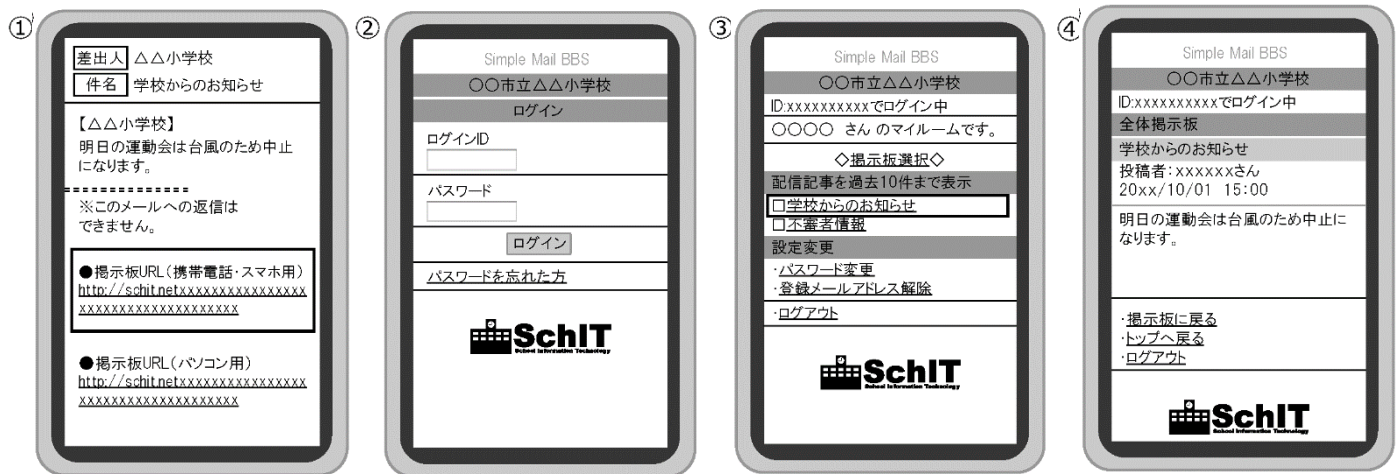 ①
差出人 △△小学校
件名 学校からのお知らせ
【△△小学校】
明日の運動会は台風のため中止
になります。
※このメールへの返信は
できません。
●掲示板URL(携帯電話・スマホ用)
http://schit.netxxxxxxxxxxxxxxxx
xxxxxxxxxxxxxxxxxxxx
●掲示板URL(パソコン用)
http://schit.netxxxxxxxxxxxxxxxx
xxxxxxxxxxxxxxxxxxxx
②
Simple Mail BBS
○○市立△△小学校
ログイン
ログインID
パスワード
ログイン
パスワードを忘れた方
SchIT
School Information Technology
③
Simple Mail BBS
○○市立△△小学校
ID:xxxxxxxxxxでログイン中
○○○○ さん のマイルームです。
◇掲示板選択◇
配信記事を過去10件まで表示
□学校からのお知らせ
□不審者情報
設定変更
・パスワード変更
・登録メールアドレス解除
・ログアウト
SchIT
School Information Technology
④
Simple Mail BBS
○○市立△△小学校
ID:xxxxxxxxxxでログイン中
全体掲示板
学校からのお知らせ
投稿者:xxxxxxさん
20xx/10/01 15:00
明日の運動会は台風のため中止に
なります。
・掲示板に戻る
・トップへ戻る
・ログアウト
SchIT
School Information Technology